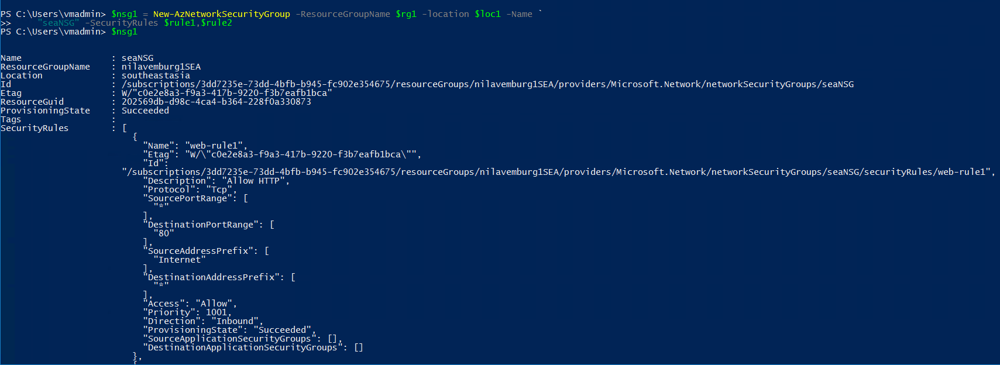 PS C:\Users\vmadmin> $nsg1 = New-AzNetworkSecurityGroup -ResourceGroupName $rg1 -location $loc1 -Name `
>>     "seaNSG" -SecurityRules $rule1,$rule2
PS C:\Users\vmadmin> $nsg1
Name                 : seaNSG
ResourceGroupName    : nilavemburg1SEA
Location             : southeastasia
Id                   : /subscriptions/3dd7235e-73dd-4bfb-b945-fc902e354675/resourceGroups/nilavemburg1SEA/providers/Microsoft.Network/networkSecurityGroups/seaNSG
Etag                 : W/"c0e2e8a3-f9a3-417b-9220-f3b7eafb1bca"
ResourceGuid         : 202569db-d98c-4ca4-b364-228f0a330873
ProvisioningState    : Succeeded
Tags                 :
SecurityRules        : [
                         {
                           "Name": "web-rule1",
                           "Etag": "W/\"c0e2e8a3-f9a3-417b-9220-f3b7eafb1bca\"",
                           "Id":
                       "/subscriptions/3dd7235e-73dd-4bfb-b945-fc902e354675/resourceGroups/nilavemburg1SEA/providers/Microsoft.Network/networkSecurityGroups/seaNSG/securityRules/web-rule1",
                           "Description": "Allow HTTP",
                           "Protocol": "Tcp",
                           "SourcePortRange": [
                             "*"
                           ],
                           "DestinationPortRange": [
                             "80"
                           ],
                           "SourceAddressPrefix": [
                             "Internet"
                           ],
                           "DestinationAddressPrefix": [
                             "*"
                           ],
                           "Access": "Allow",
                           "Priority": 1001,
                           "Direction": "Inbound",
                           "ProvisioningState": "Succeeded",
                           "SourceApplicationSecurityGroups": [],
                           "DestinationApplicationSecurityGroups": []
                         },
                         {